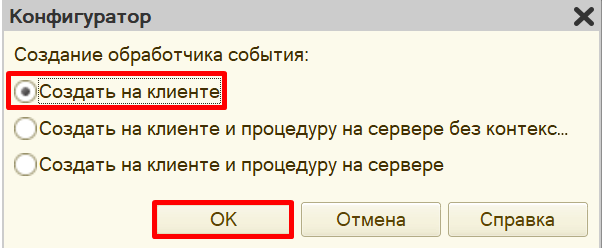 Конфигуратор
Создание обработчика события:
Создать на клиенте
Создать на клиенте и процедуру на сервере без контекс...
Создать на клиенте и процедуру на сервере
ОК Отмена Справка